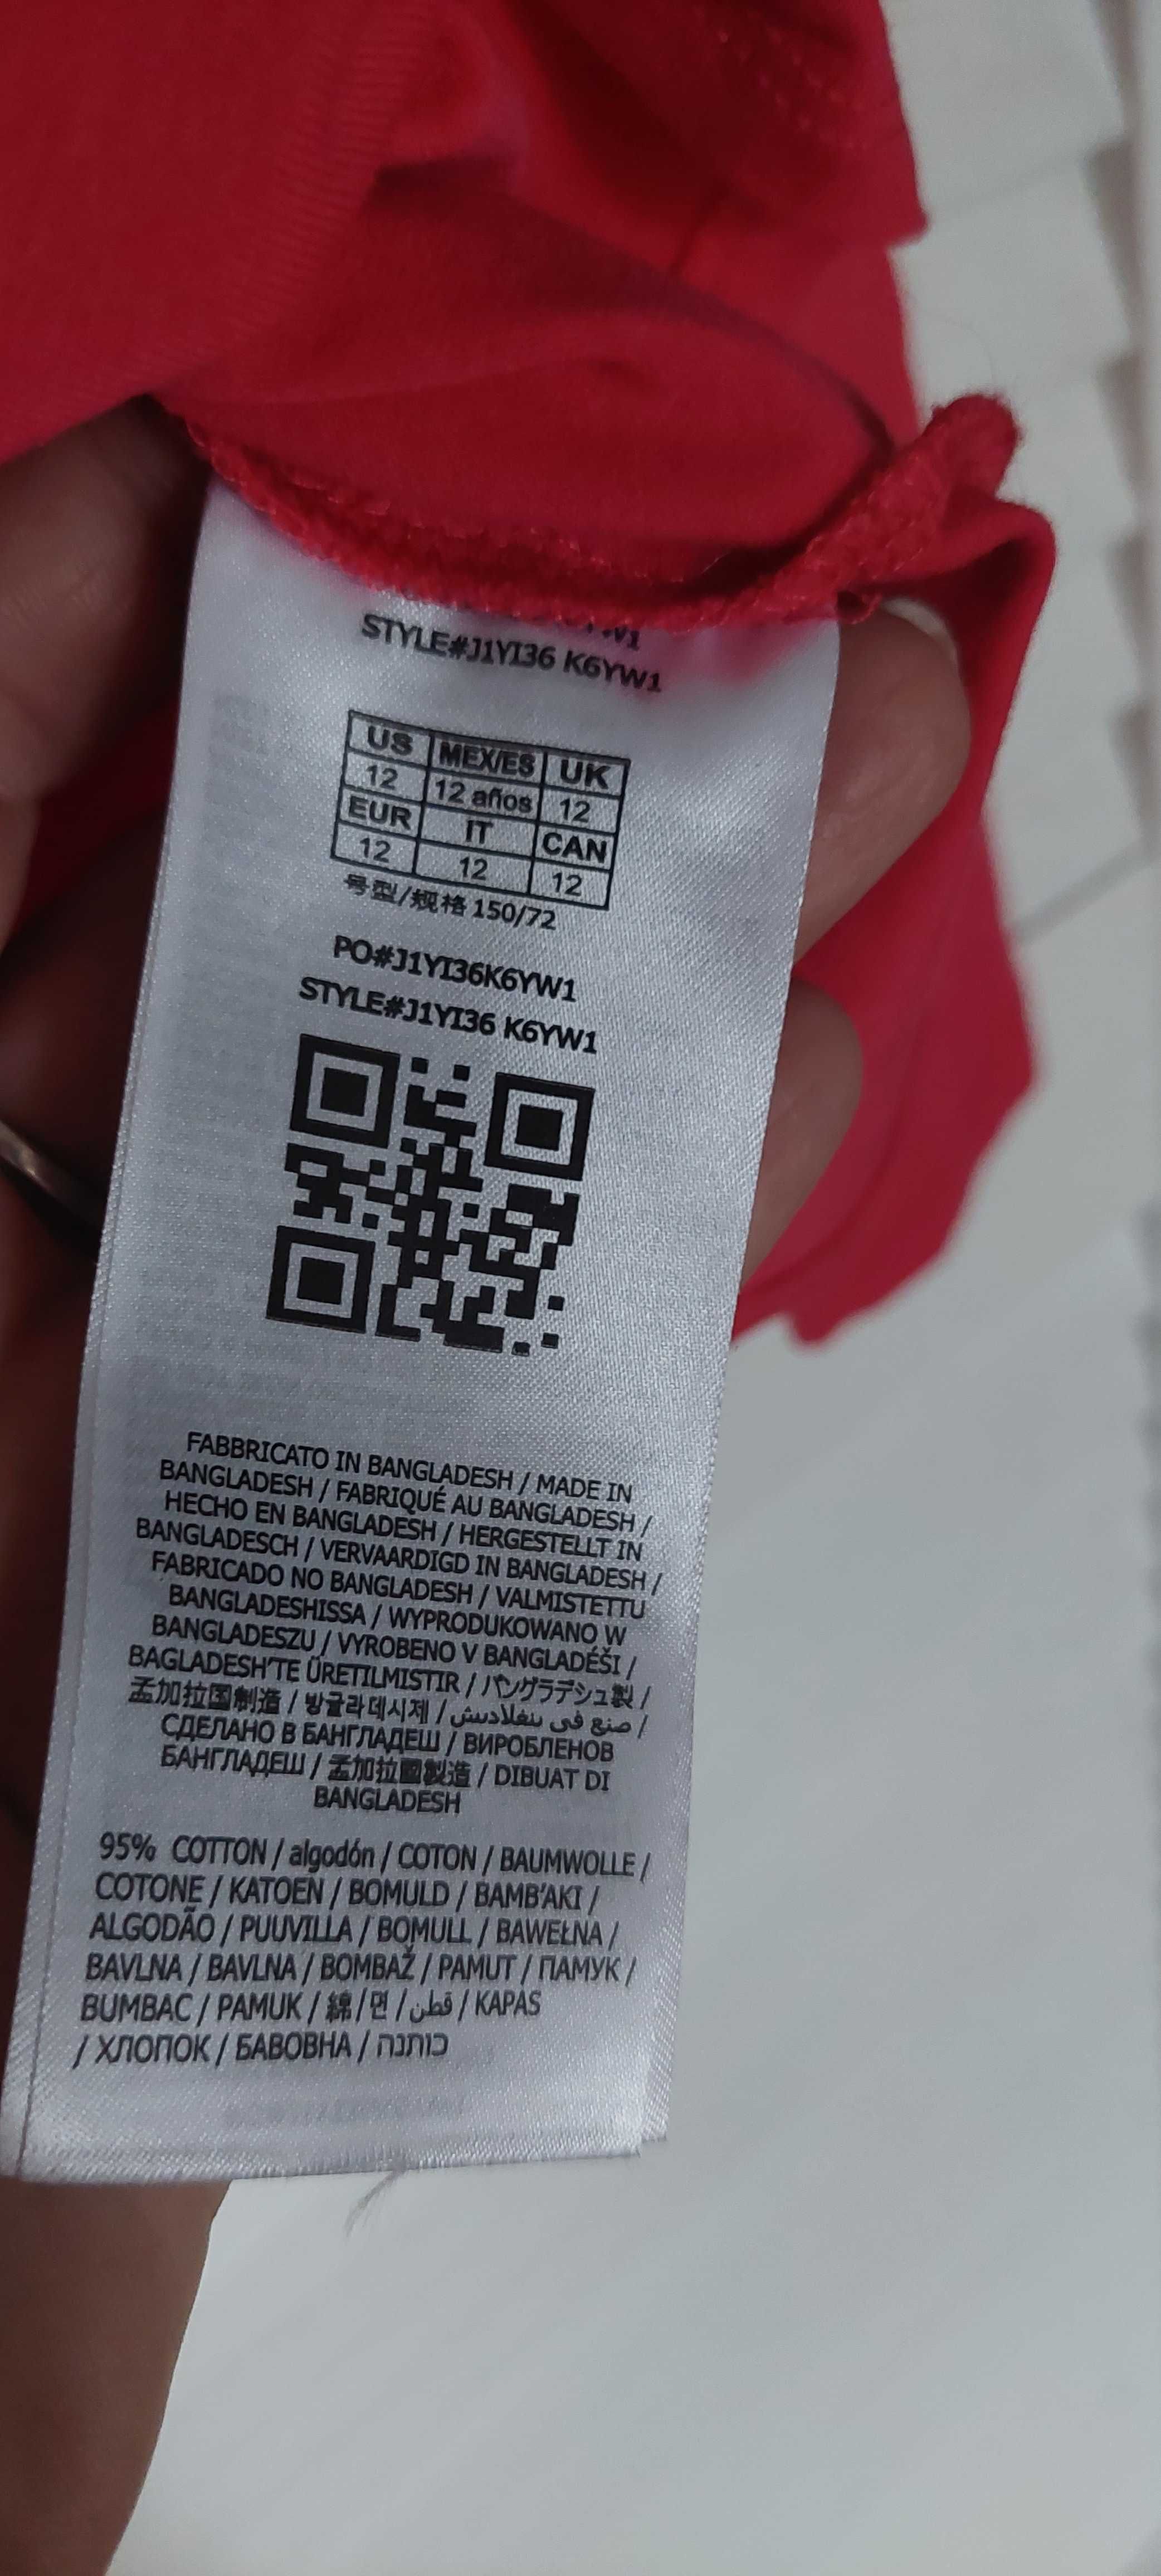 STYLE#J1YI36 K6YW1
US MEX/ES UK
12 12 años 12
EUR IT CAN
12 12 12
号型/规格 150/72
PO#J1YI36K6YW1
STYLE#J1YI36 K6YW1
FABBRICATO IN BANGLADESH / MADE IN
BANGLADESH / FABRIQUÉ AU BANGLADESH /
HECHO EN BANGLADESH / HERGESTELLT IN
BANGLADESCH / VERVAARDIGD IN BANGLADESH /
FABRICADO NO BANGLADESH / VALMISTETTU
BANGLADESHISSA / WYPRODUKOWANO W
BANGLADESZU / VYROBENO V BANGLADÉŠI /
BAGLADESH'TE ÜRETILMISTIR / バングラデシュ製 /
孟加拉国制造 / 방글라데시제 / صنع في بنغلاديش /
СДЕЛАНО В БАНГЛАДЕШ / ВИРОБЛЕНОВ
БАНГЛАДЕШ / 孟加拉國製造 / DIBUAT DI
BANGLADESH
95% COTTON / algodón / COTON / BAUMWOLLE /
COTONE / KATOEN / BOMULD / BAMB'AKI /
ALGODÃO / PUUVILLA / BOMULL / BAWEŁNA /
BAVLNA / BAVLNA / BOMBAŽ / PAMUT / ПАМУК /
BUMBAC / PAMUK / 綿 / 면 / قطن / KAPAS
/ ХЛОПОК / БАВОВНА / כותנה